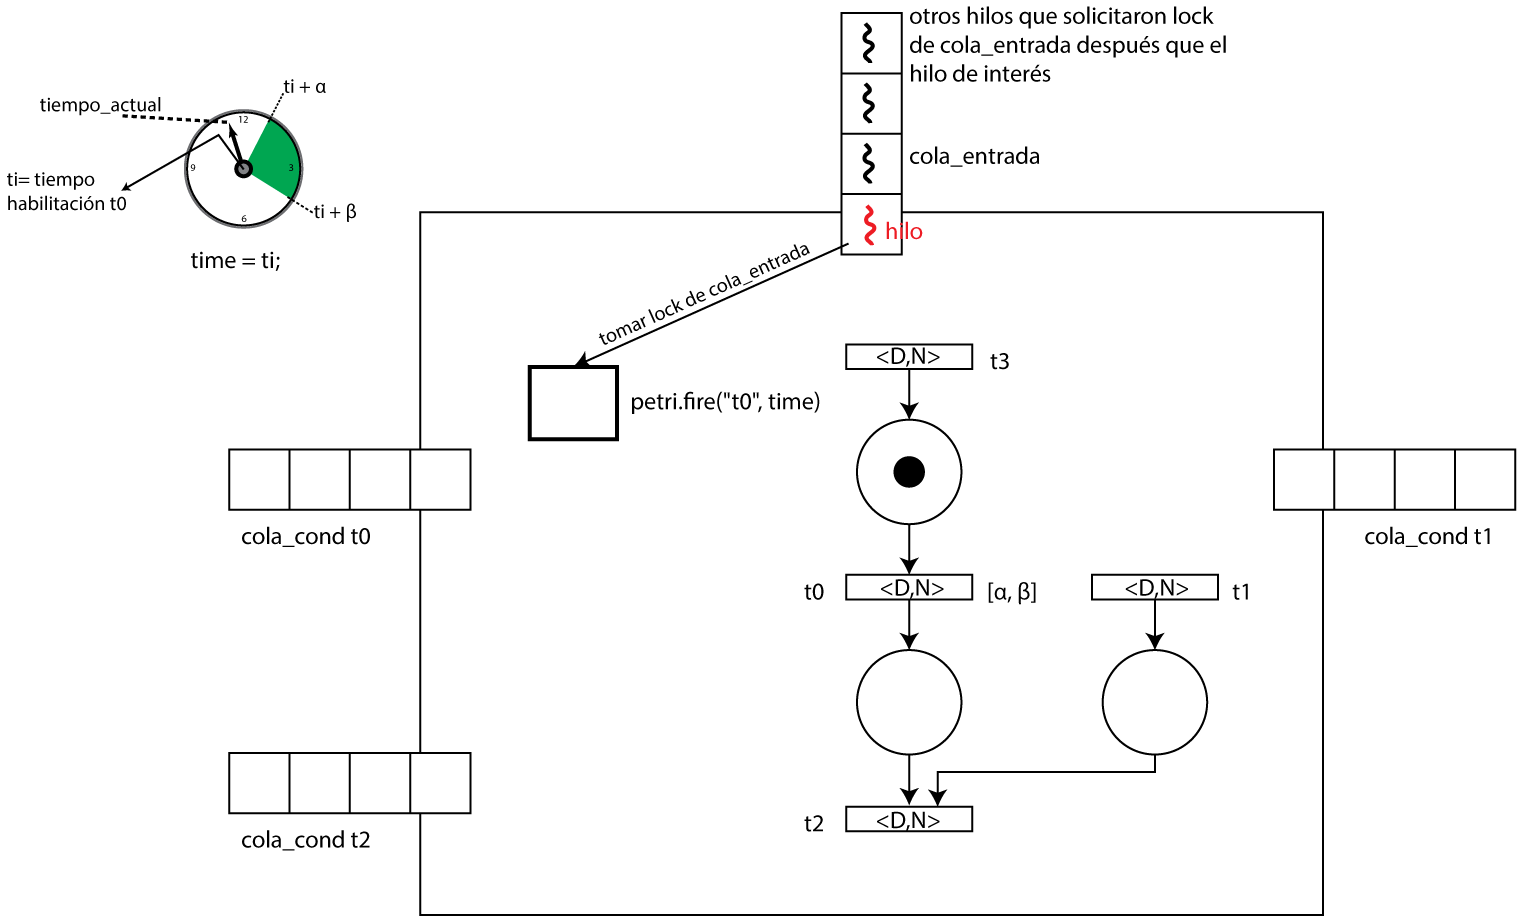 otros hilos que solicitaron lock
de cola_entrada después que el
hilo de interés
ti + α
tiempo_actual
12
9
3
6
ti= tiempo
habilitación t0
ti + β
time = ti;
cola_entrada
hilo
tomar lock de cola_entrada
<D,N>
t3
petri.fire("t0", time)
cola_cond t0
cola_cond t1
t0
<D,N>
[α, β]
<D,N>
t1
cola_cond t2
t2
<D,N>